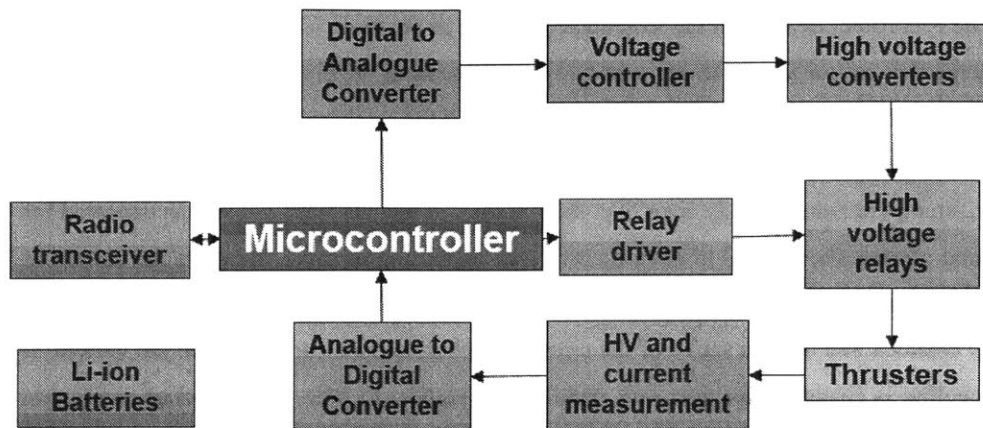 Digital to
Analogue
Converter
Voltage
controller
High voltage
converters
Radio
transceiver
Microcontroller
Relay
driver
High
voltage
relays
Li-ion
Batteries
Analogue to
Digital
Converter
HV and
current
measurement
Thrusters